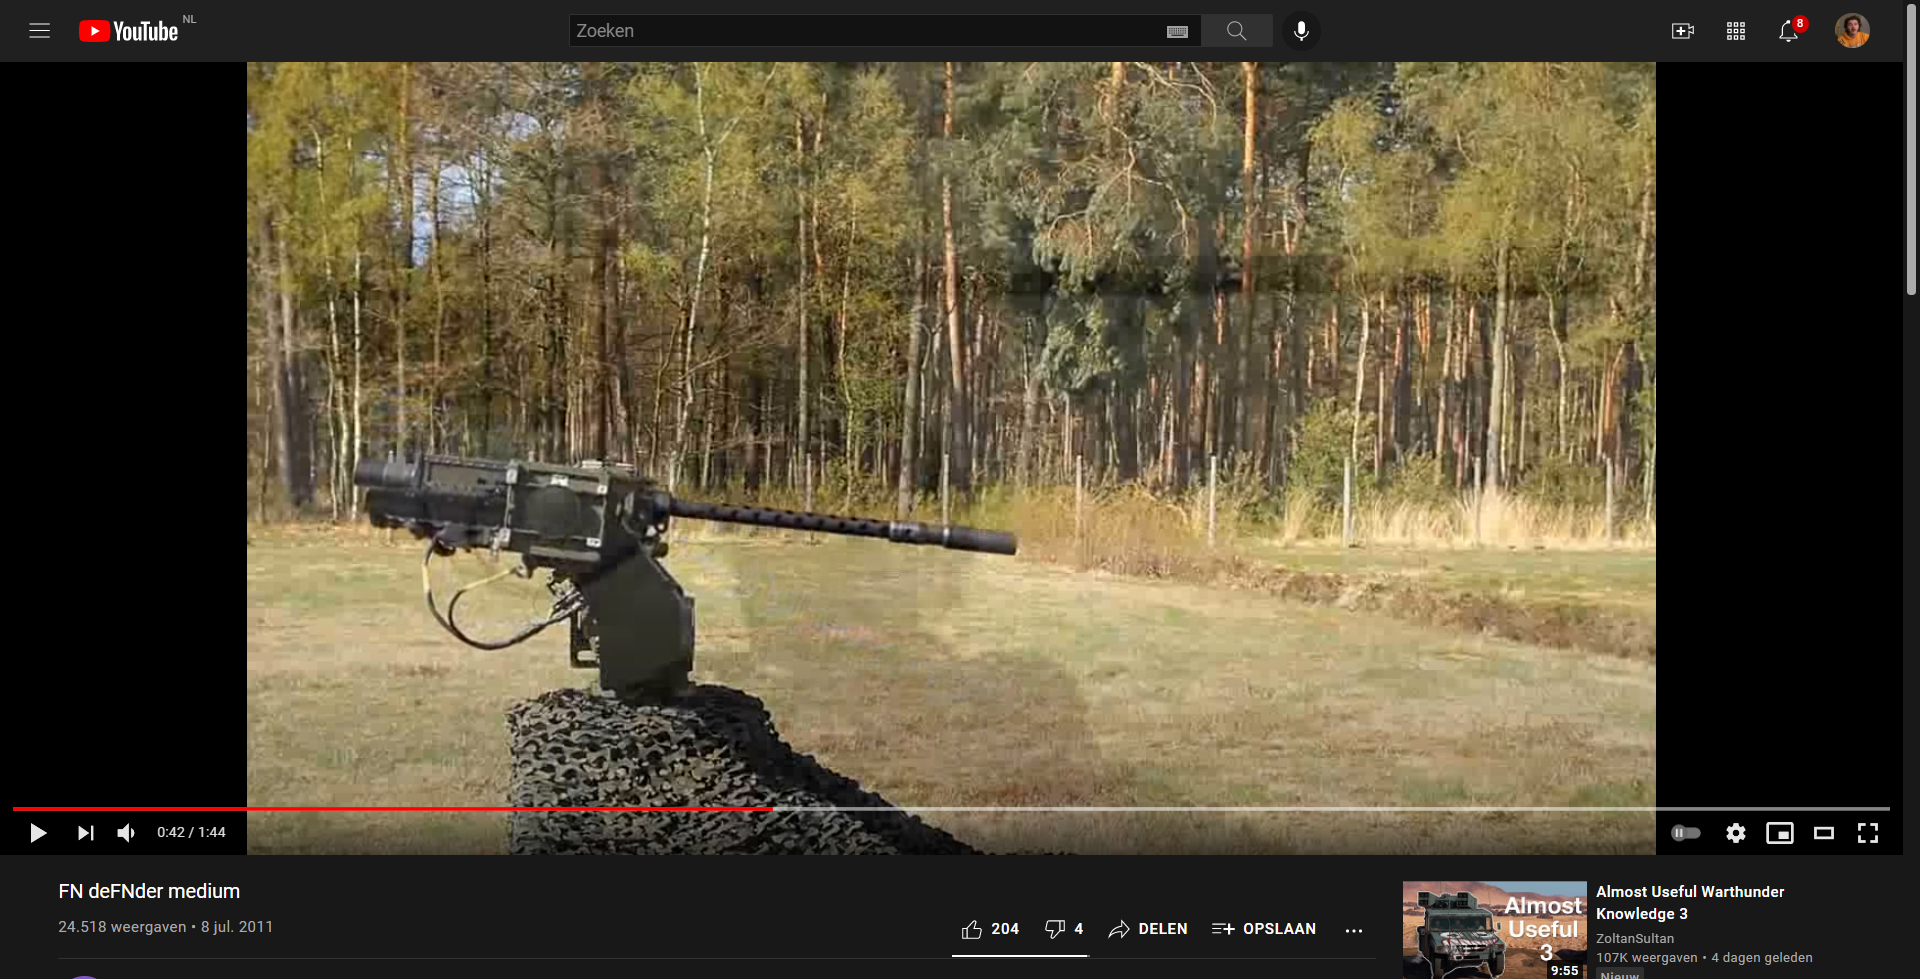 YouTube NL
Zoeken
8
0:42 / 1:44
FN deFNder medium
24.518 weergaven • 8 jul. 2011
204
4
DELEN
OPSLAAN
Almost
Useful
3
9:55
Almost Useful Warthunder
Knowledge 3
ZoltanSultan
107K weergaven • 4 dagen geleden
Nieuw